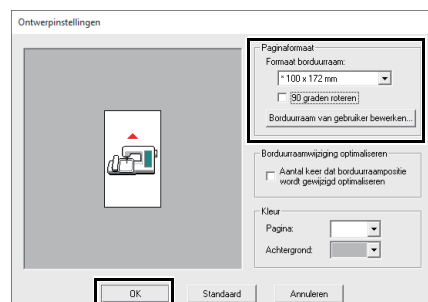 Ontwerpinstellingen
Paginaformaat
Formaat borduurraam:
* 100 x 172 mm
90 graden roteren
Borduurraam van gebruiker bewerken...
Borduurraamwijziging optimaliseren
Aantal keer dat borduurraampositie
wordt gewijzigd optimaliseren
Kleur
Pagina:
Achtergrond:
OK
Standaard
Annuleren